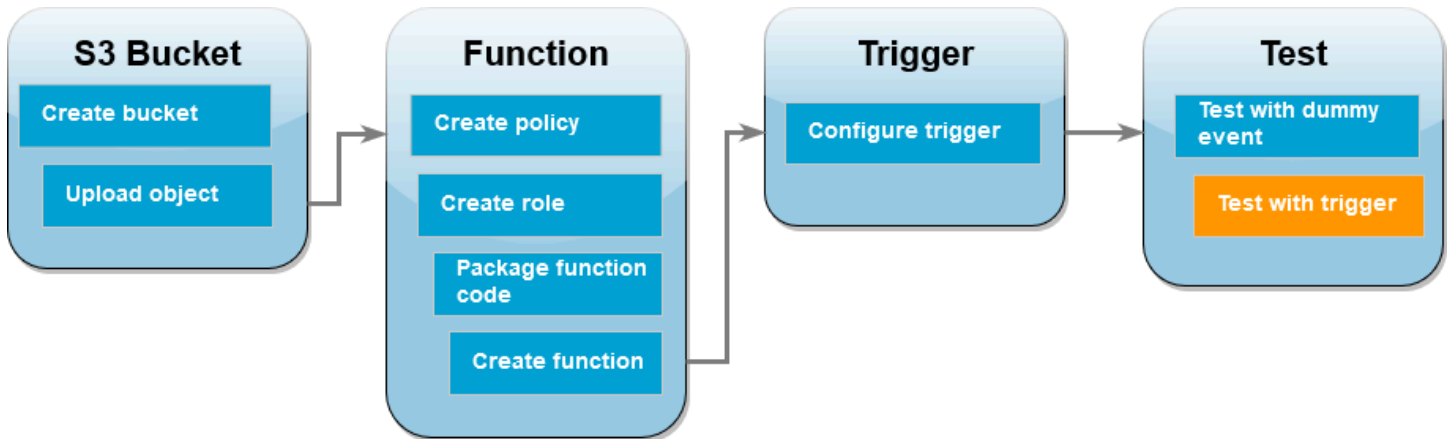 S3 Bucket
Create bucket
Upload object
Function
Create policy
Create role
Package function
code
Create function
Trigger
Configure trigger
Test
Test with dummy
event
Test with trigger